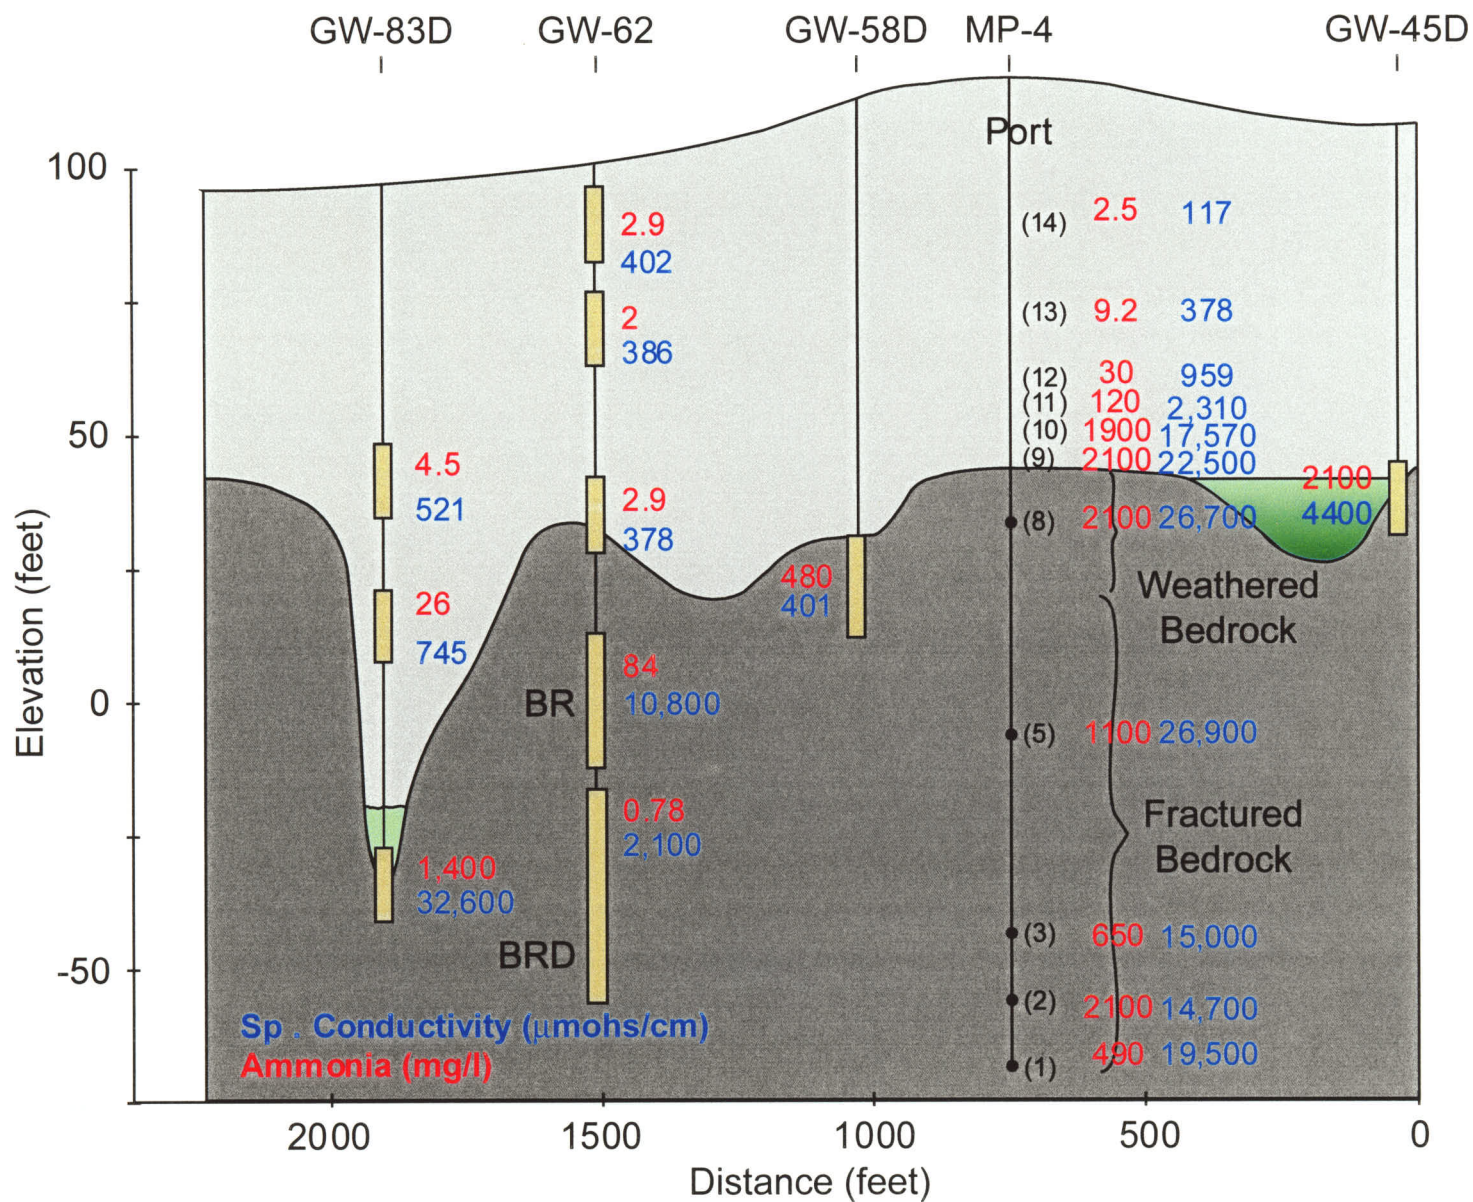 GW-83D GW-62 GW-58D MP-4 GW-45D
Port
100
50
0
-50
Elevation (feet)
2.9
402
2
386
2.9
378
4.5
521
26
745
1,400
32,600
BR
84
10,800
0.78
2,100
BRD
480
401
(14) 2.5 117
(13) 9.2 378
(12) 30 959
(11) 120 2,310
(10) 1900 17,570
(9) 2100 22,500
(8) 2100 26,700
(5) 1100 26,900
(3) 650 15,000
(2) 2100 14,700
(1) 490 19,500
2100
4400
Weathered
Bedrock
Fractured
Bedrock
Sp . Conductivity (μmohs/cm)
Ammonia (mg/l)
2000 1500 1000 500 0
Distance (feet)